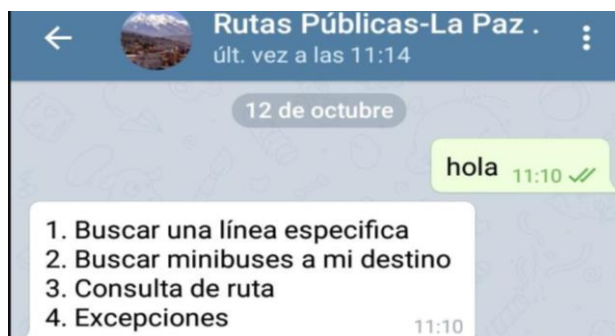 Rutas Públicas-La Paz .
últ. vez a las 11:14
12 de octubre
hola 11:10
1. Buscar una línea especifica
2. Buscar minibuses a mi destino
3. Consulta de ruta
4. Excepciones
11:10